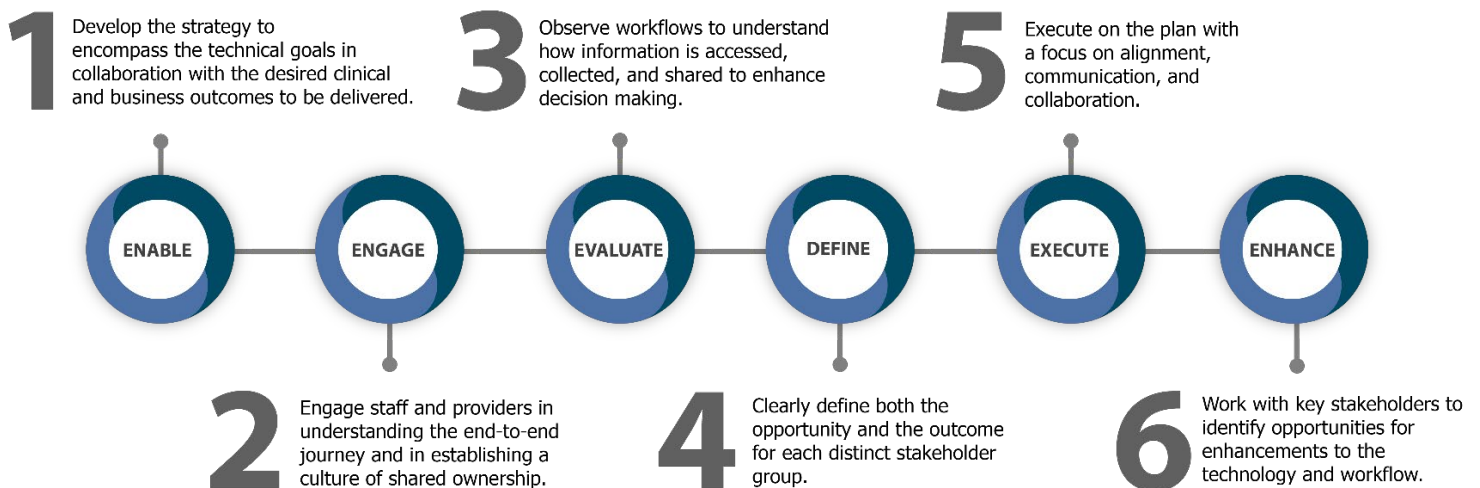 1
Develop the strategy to
encompass the technical goals in
collaboration with the desired clinical
and business outcomes to be delivered.
3
Observe workflows to understand
how information is accessed,
collected, and shared to enhance
decision making.
5
Execute on the plan with
a focus on alignment,
communication, and
collaboration.
ENABLE
ENGAGE
EVALUATE
DEFINE
EXECUTE
ENHANCE
2
Engage staff and providers in
understanding the end-to-end
journey and in establishing a
culture of shared ownership.
4
Clearly define both the
opportunity and the outcome
for each distinct stakeholder
group.
6
Work with key stakeholders to
identify opportunities for
enhancements to the
technology and workflow.